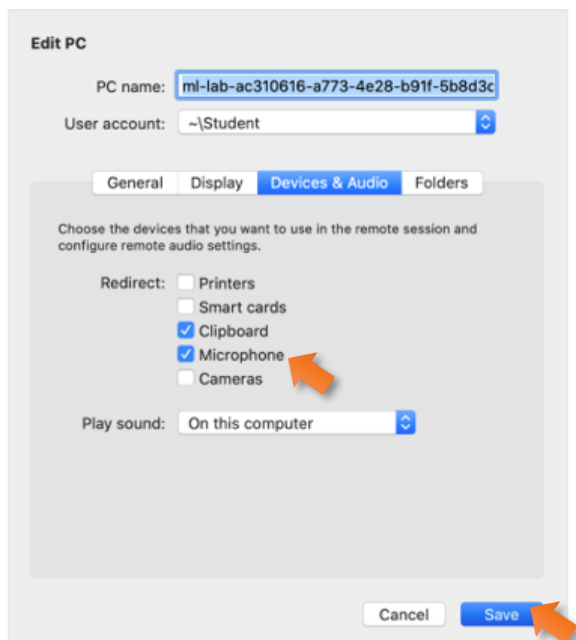 Edit PC
PC name: ml-lab-ac310616-a773-4e28-b91f-5b8d3c
User account: ~\Student
General Display Devices & Audio Folders
Choose the devices that you want to use in the remote session and
configure remote audio settings.
Redirect: Printers
Smart cards
Clipboard
Microphone
Cameras
Play sound: On this computer
Cancel Save